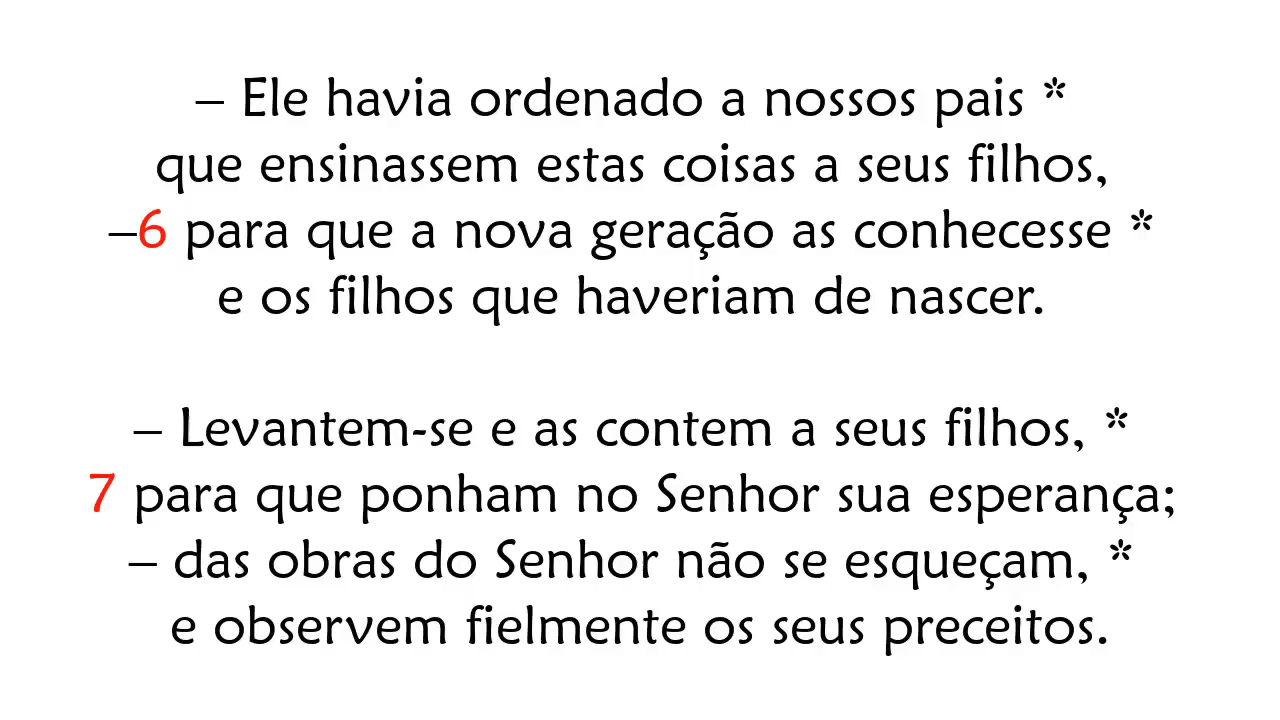 – Ele havia ordenado a nossos pais *
que ensinassem estas coisas a seus filhos,
–6 para que a nova geração as conhecesse *
e os filhos que haveriam de nascer.
– Levantem-se e as contem a seus filhos, *
7 para que ponham no Senhor sua esperança;
– das obras do Senhor não se esqueçam, *
e observem fielmente os seus preceitos.